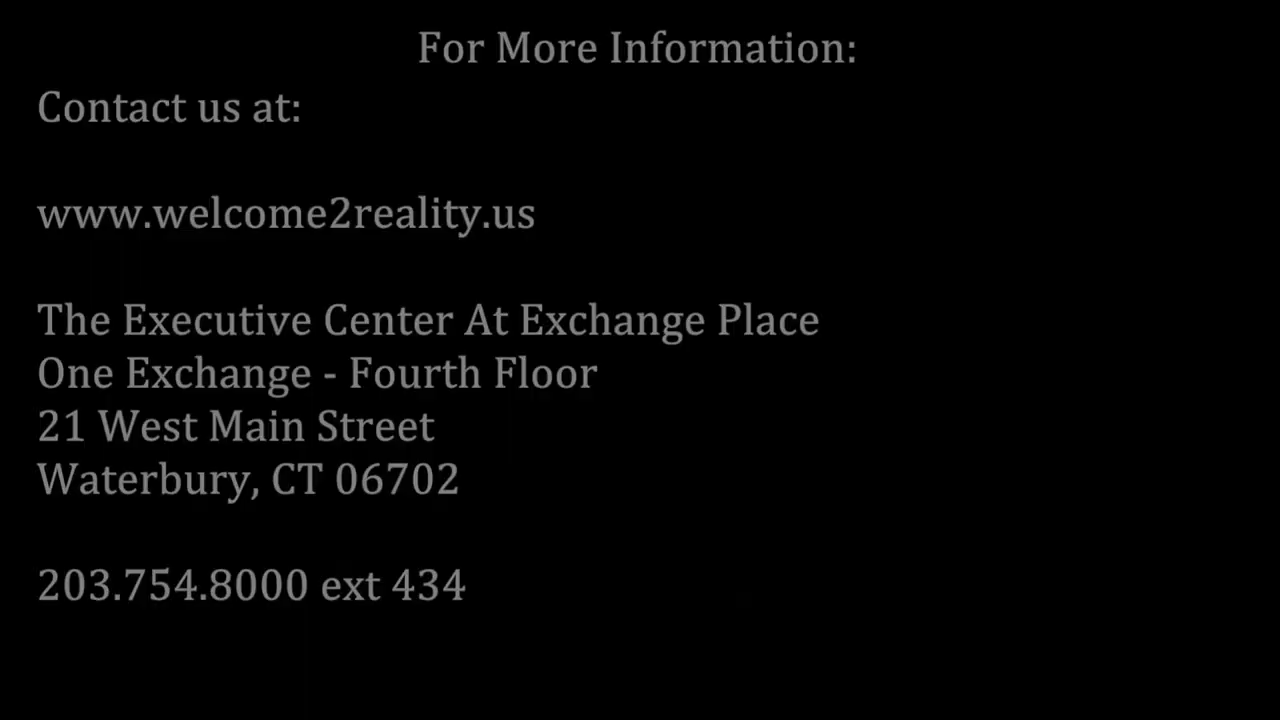 For More Information:
Contact us at:
www.welcome2reality.us
The Executive Center At Exchange Place
One Exchange - Fourth Floor
21 West Main Street
Waterbury, CT 06702
203.754.8000 ext 434